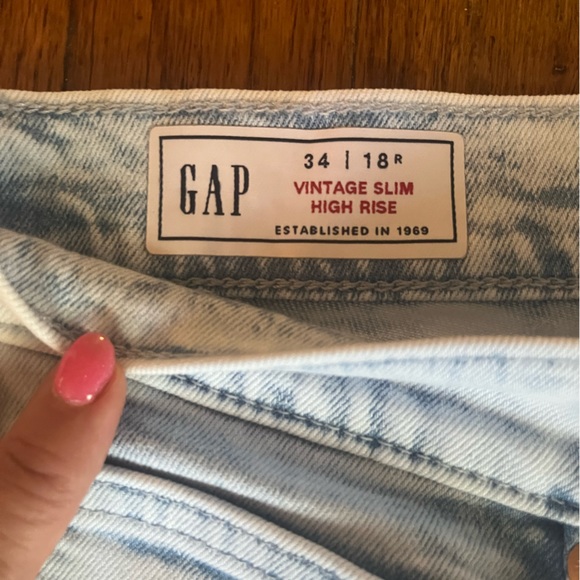 GAP
34 | 18R
VINTAGE SLIM
HIGH RISE
ESTABLISHED IN 1969